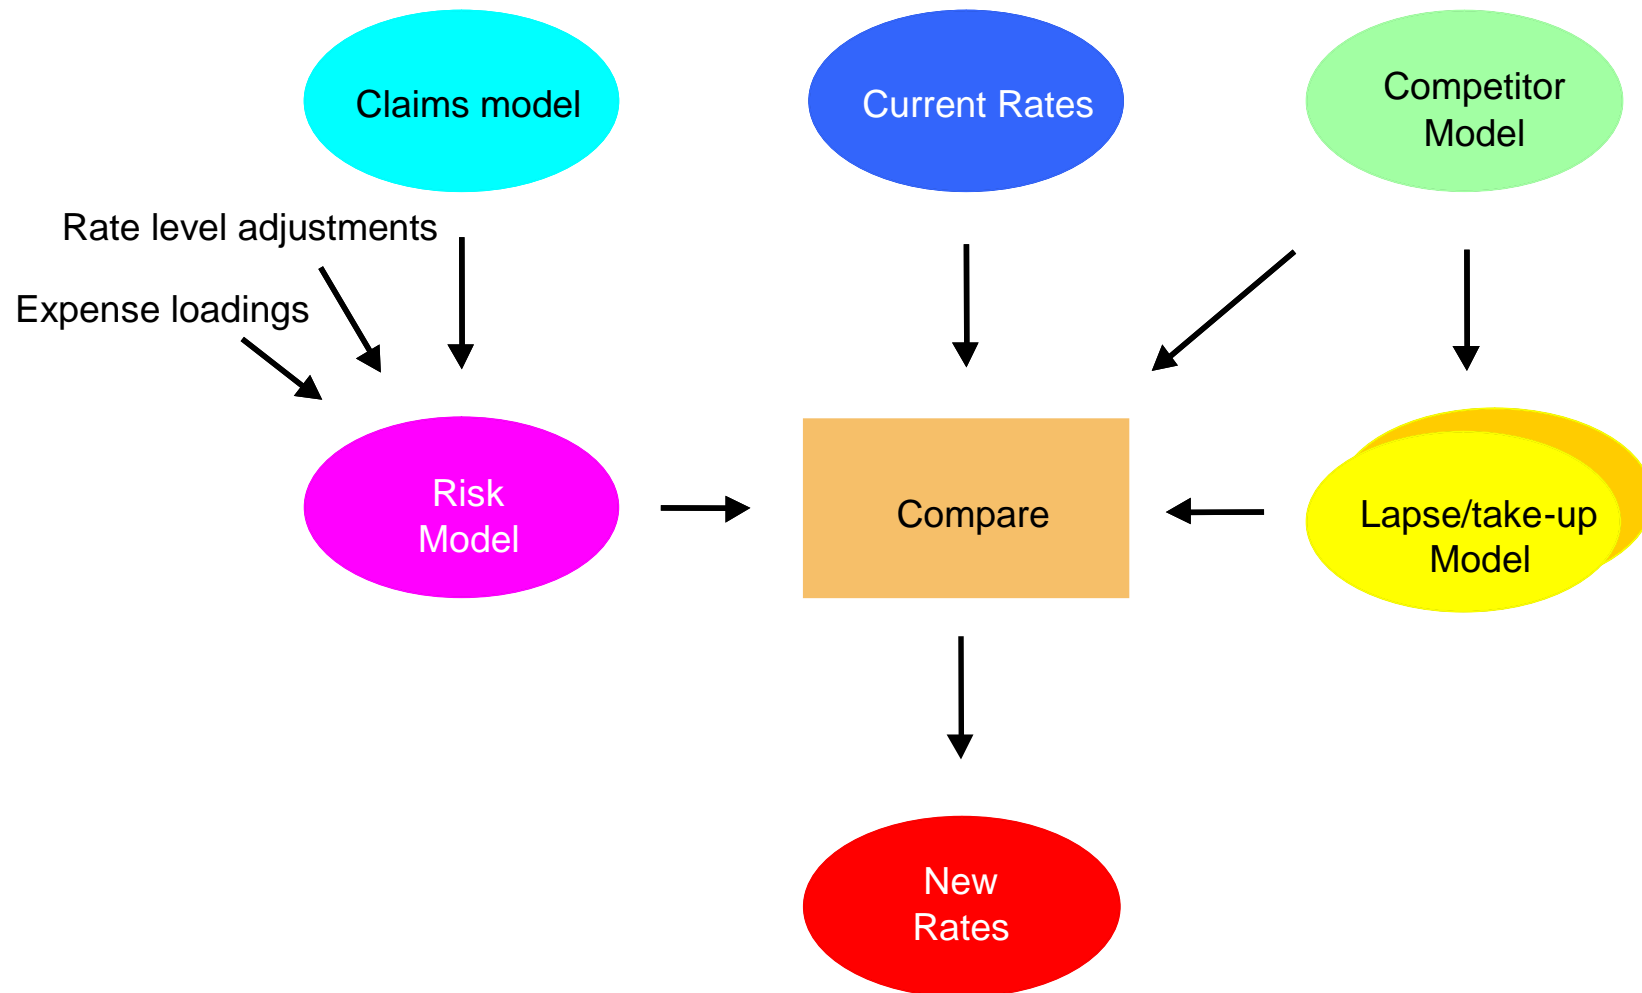 Claims model
Current Rates
Competitor
Model
Rate level adjustments
Expense loadings
Risk
Model
Compare
Lapse/take-up
Model
New
Rates